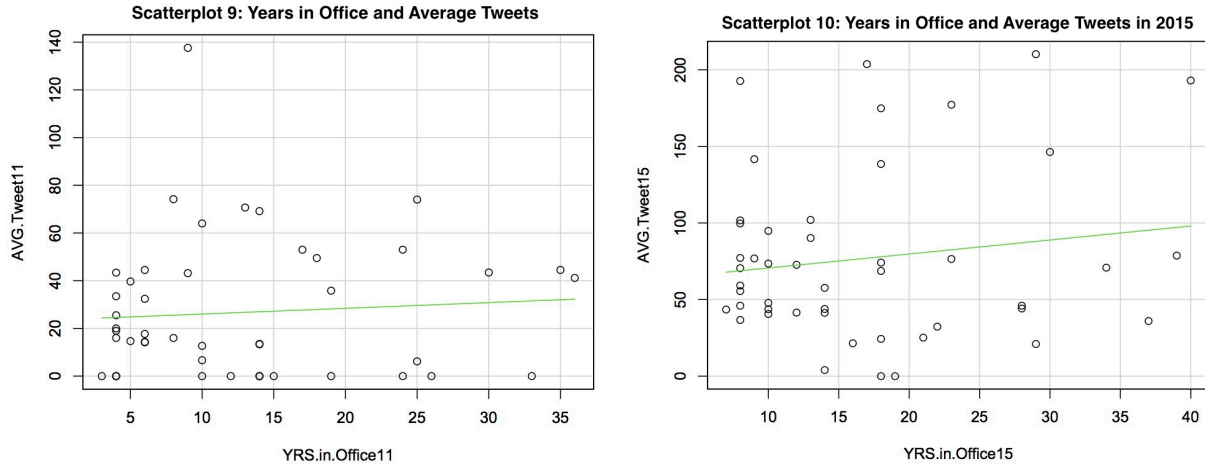 Scatterplot 9: Years in Office and Average Tweets
AVG.Tweet11
140
120
100
80
60
40
20
0
5 10 15 20 25 30 35
YRS.in.Office11
Scatterplot 10: Years in Office and Average Tweets in 2015
AVG.Tweet15
200
150
100
50
0
10 15 20 25 30 35 40
YRS.in.Office15